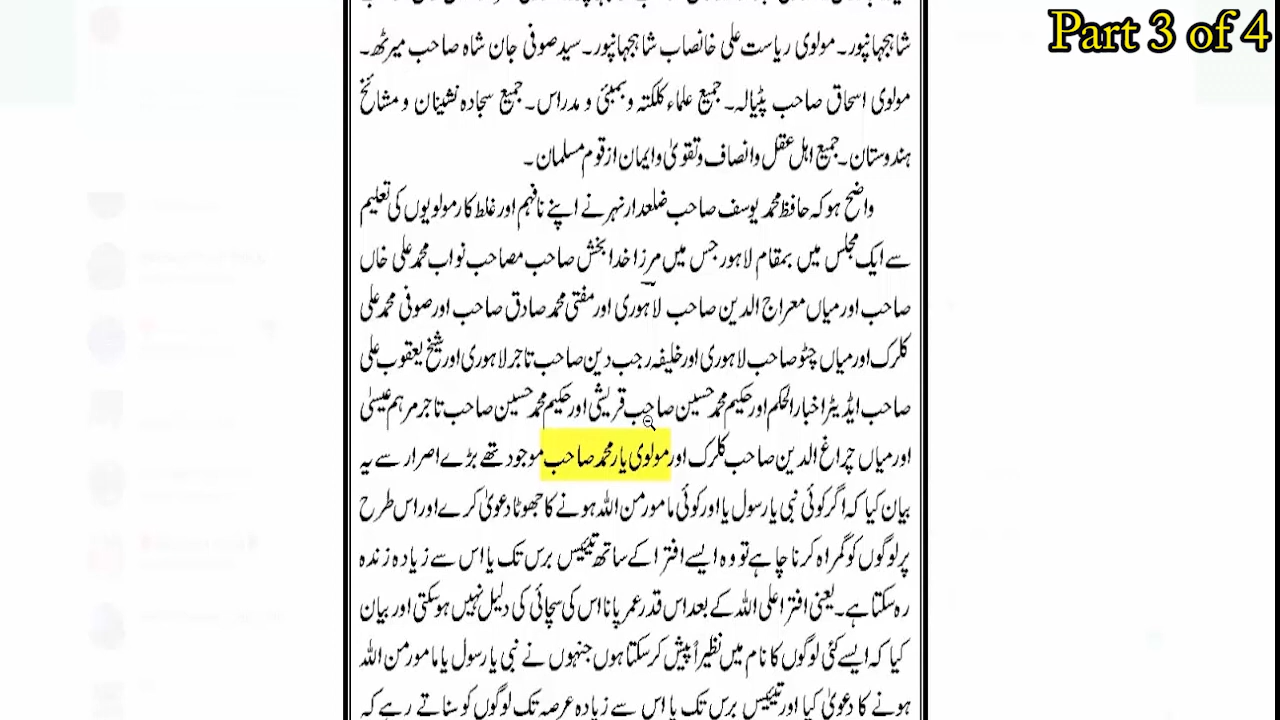 Part 3 of 4
شاہجہانپور۔ مولوی ریاست علی خانصاب شاہجہانپور۔ سید صوفی جان شاہ صاحب میرٹھ۔
مولوی اسحاق صاحب پٹیالہ۔ جمیع علماء کلکتہ و بمبئی و مدراس۔ جمیع سجادہ نشینان و مشائخ
ہندوستان۔ جمیع اہل عقل و انصاف و تقویٰ و ایمان از قوم مسلمان ۔
واضح ہو کہ حافظ محمد یوسف صاحب ضلعدار نہر نے اپنے نافہم اور غلط کار مولویوں کی تعلیم
سے ایک مجلس میں بمقام لاہور جس میں مرزا خدا بخش صاحب مصاحب نواب محمد علی خاں
صاحب اور میاں معراج الدین صاحب لاہوری اور مفتی محمد صادق صاحب اور صوفی محمد علی
کلرک اور میاں چٹو صاحب لاہوری اور خلیفہ رجب دین صاحب تاجر لاہوری اور شیخ یعقوب علی
صاحب ایڈیٹر اخبار الحکم اور حکیم محمد حسین صاحب قریشی اور حکیم محمد حسین صاحب تاجر مرہم عیسیٰ
اور میاں چراغ الدین صاحب کلرک اور مولوی یار محمد صاحب موجود تھے بڑے اصرار سے یہ
بیان کیا کہ اگر کوئی نبی یا رسول یا اور کوئی مامور من اللہ ہونے کا جھوٹا دعویٰ کرے اور اس طرح
پر لوگوں کو گمراہ کرنا چاہے تو وہ ایسے افترا کے ساتھ تیئیس برس تک یا اس سے زیادہ زندہ
رہ سکتا ہے۔ یعنی افترا علی اللہ کے بعد اس قدر عمر پانا اس کی سچائی کی دلیل نہیں ہو سکتی اور بیان
کیا کہ ایسے کئی لوگوں کا نام میں نظیراً پیش کر سکتا ہوں جنہوں نے نبی یا رسول یا مامور من اللہ
ہونے کا دعویٰ کیا اور تیئیس برس تک یا اس سے زیادہ عرصہ تک لوگوں کو سناتے رہے کہ